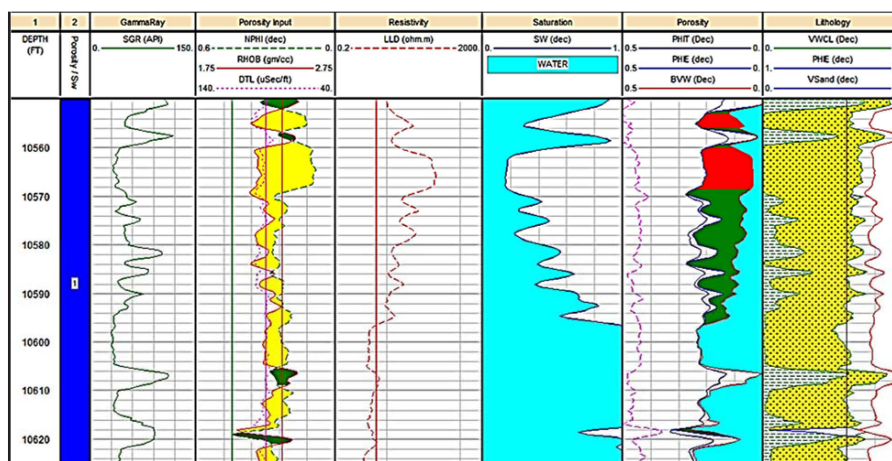 1 2 GammaRay Porosity Input Resistivity Saturation Porosity Lithology
DEPTH
(FT)
Porosity / Sw
SGR (API)
0. 150.
NPHI (dec)
0.6 0.
RHOB (gm/cc)
1.75 2.75
DTL (uSec/ft)
140. 40.
LLD (ohm.m)
0.2 2000.
SW (dec)
0. 1.
WATER
PHIT (Dec)
0.5 0.
PHIE (dec)
0.5 0.
BVW (Dec)
0.5 0.
VWCL (Dec)
0. 1.
PHIE (Dec)
1. 0.
VSand (dec)
0. 1.
10560
10570
10580
1
10590
10600
10610
10620